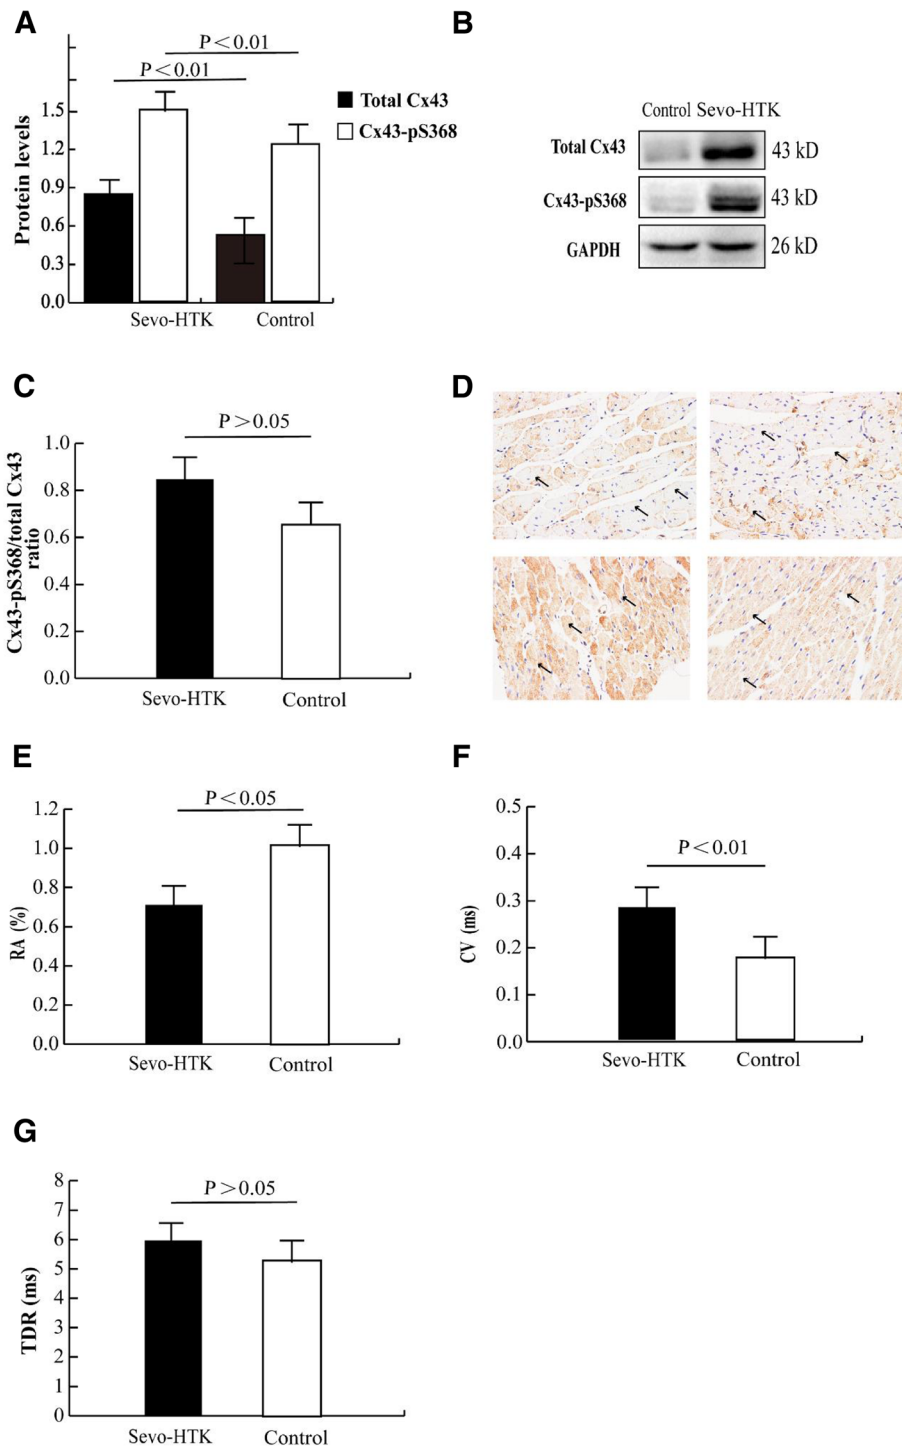 A
P<0.01
P<0.01
Total Cx43
Cx43-pS368
Protein levels
1.5
1.2
0.9
0.6
0.3
0.0
Sevo-HTK
Control
B
Control Sevo-HTK
Total Cx43
43 kD
Cx43-pS368
43 kD
GAPDH
26 kD
C
P>0.05
Cx43-pS368/total Cx43
ratio
1.0
0.8
0.6
0.4
0.2
0.0
Sevo-HTK
Control
D
E
P<0.05
RA (%)
1.2
1.0
0.8
0.6
0.4
0.2
0.0
Sevo-HTK
Control
F
P<0.01
CV (ms)
0.5
0.4
0.3
0.2
0.1
0.0
Sevo-HTK
Control
G
P>0.05
TDR (ms)
8
7
6
5
4
3
2
1
0
Sevo-HTK
Control